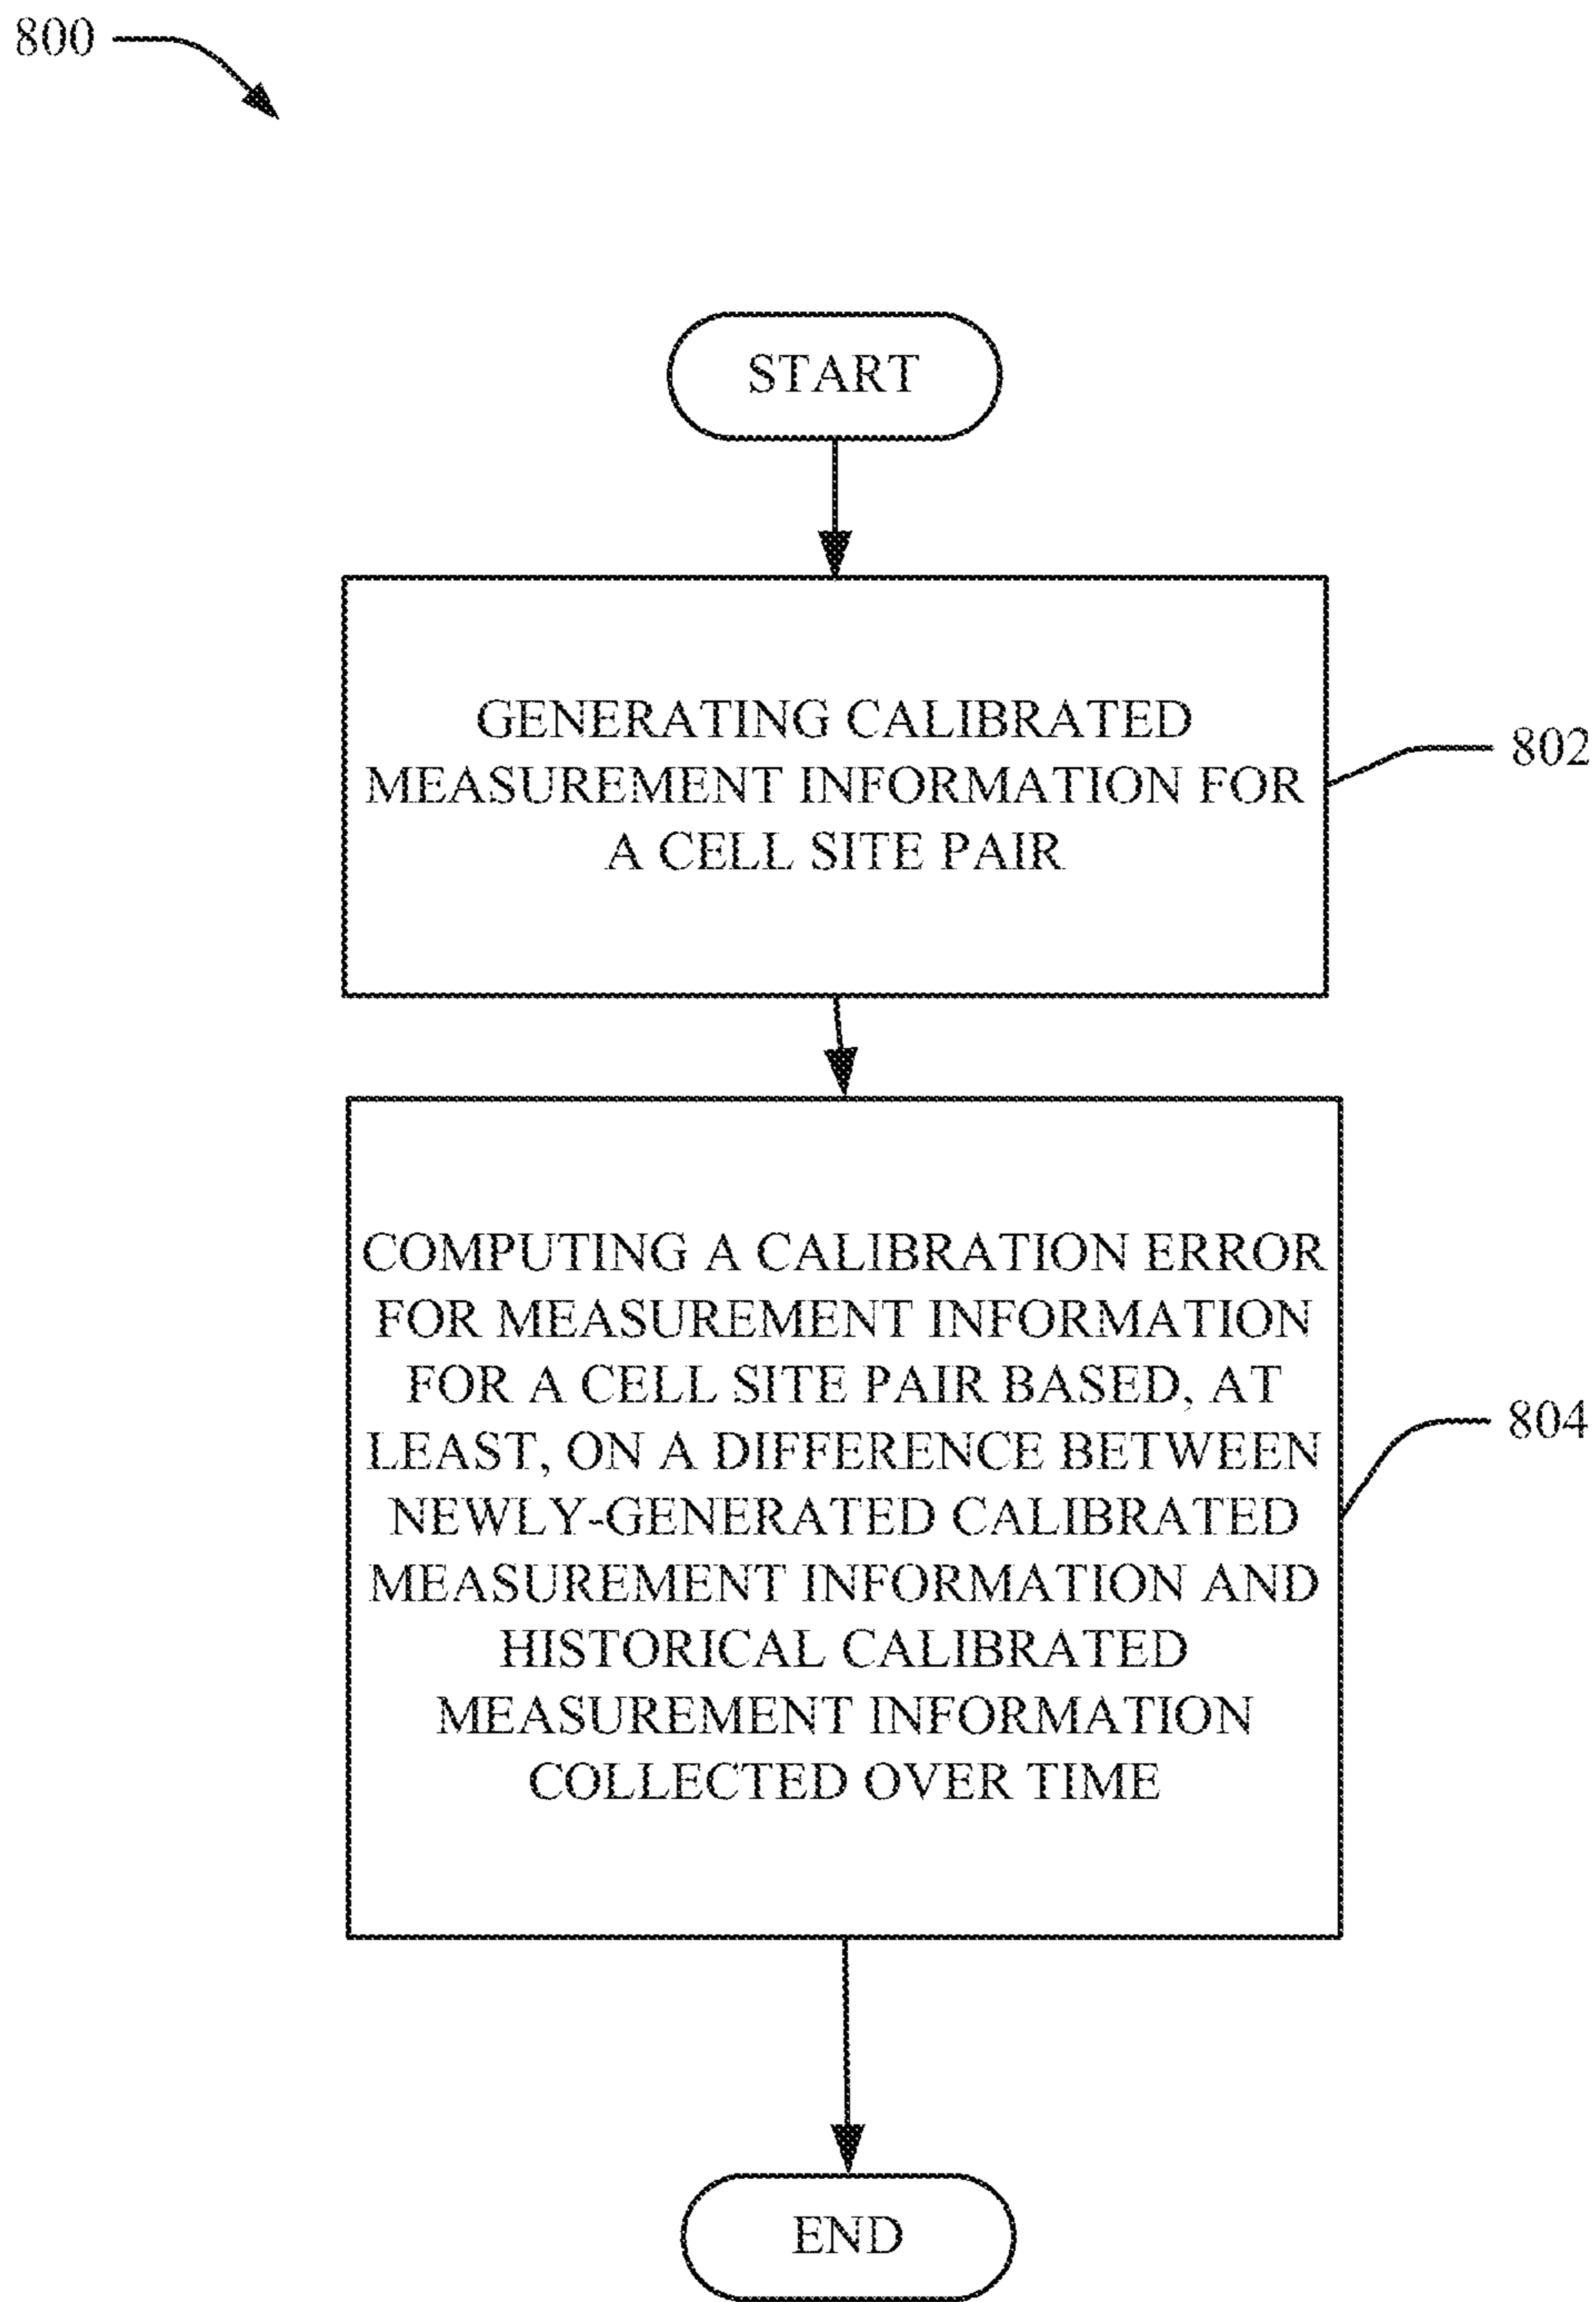 800
START
GENERATING CALIBRATED
MEASUREMENT INFORMATION FOR
A CELL SITE PAIR
802
COMPUTING A CALIBRATION ERROR
FOR MEASUREMENT INFORMATION
FOR A CELL SITE PAIR BASED, AT
LEAST, ON A DIFFERENCE BETWEEN
NEWLY-GENERATED CALIBRATED
MEASUREMENT INFORMATION AND
HISTORICAL CALIBRATED
MEASUREMENT INFORMATION
COLLECTED OVER TIME
804
END